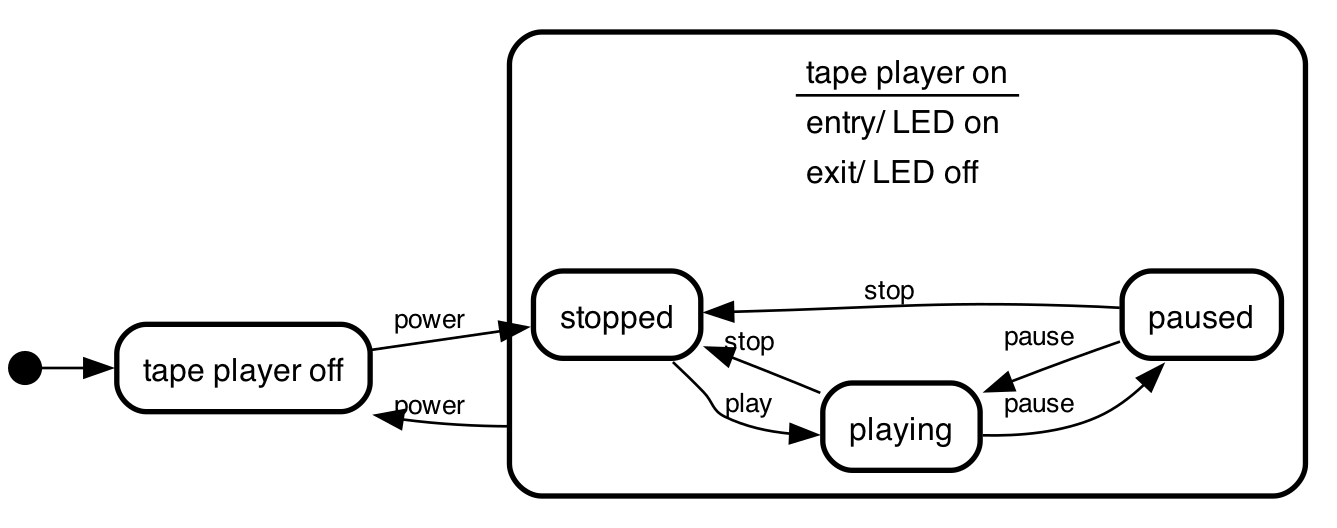 tape player on
entry/ LED on
exit/ LED off
stop
stopped
paused
power
pause
stop
tape player off
power
play
pause
playing